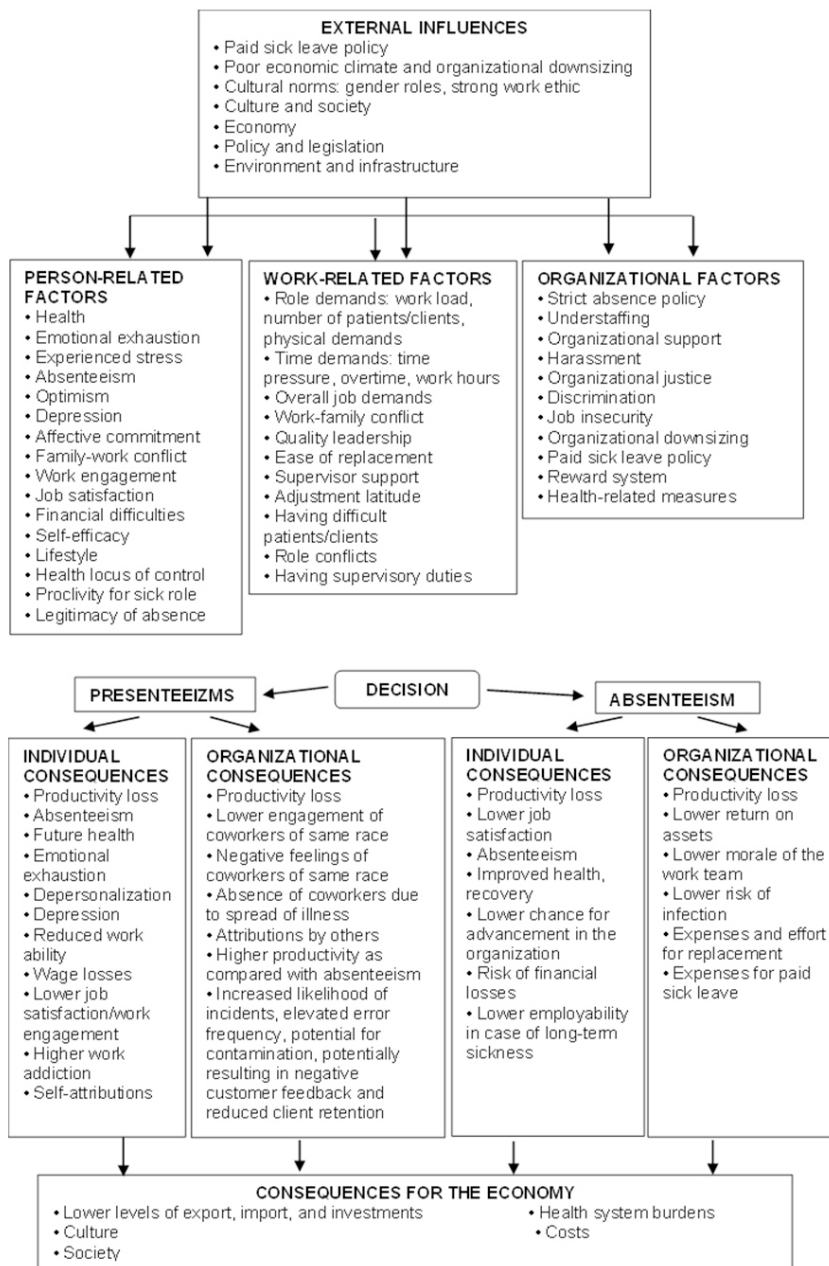 EXTERNAL INFLUENCES
• Paid sick leave policy
• Poor economic climate and organizational downsizing
• Cultural norms: gender roles, strong work ethic
• Culture and society
• Economy
• Policy and legislation
• Environment and infrastructure
PERSON-RELATED
FACTORS
• Health
• Emotional exhaustion
• Experienced stress
• Absenteeism
• Optimism
• Depression
• Affective commitment
• Family-work conflict
• Work engagement
• Job satisfaction
• Financial difficulties
• Self-efficacy
• Lifestyle
• Health locus of control
• Proclivity for sick role
• Legitimacy of absence
WORK-RELATED FACTORS
• Role demands: work load,
number of patients/clients,
physical demands
• Time demands: time
pressure, overtime, work hours
• Overall job demands
• Work-family conflict
• Quality leadership
• Ease of replacement
• Supervisor support
• Adjustment latitude
• Having difficult
patients/clients
• Role conflicts
• Having supervisory duties
ORGANIZATIONAL FACTORS
• Strict absence policy
• Understaffing
• Organizational support
• Harassment
• Organizational justice
• Discrimination
• Job insecurity
• Organizational downsizing
• Paid sick leave policy
• Reward system
• Health-related measures
DECISION
PRESENTEEIZMS
ABSENTEEISM
INDIVIDUAL
CONSEQUENCES
• Productivity loss
• Absenteeism
• Future health
• Emotional
exhaustion
• Depersonalization
• Depression
• Reduced work
ability
• Wage losses
• Lower job
satisfaction/work
engagement
• Higher work
addiction
• Self-attributions
ORGANIZATIONAL
CONSEQUENCES
• Productivity loss
• Lower engagement of
coworkers of same race
• Negative feelings of
coworkers of same race
• Absence of coworkers due
to spread of illness
• Attributions by others
• Higher productivity as
compared with absenteeism
• Increased likelihood of
incidents, elevated error
frequency, potential for
contamination, potentially
resulting in negative
customer feedback and
reduced client retention
INDIVIDUAL
CONSEQUENCES
• Productivity loss
• Lower job
satisfaction
• Absenteeism
• Improved health,
recovery
• Lower chance for
advancement in the
organization
• Risk of financial
losses
• Lower employability
in case of long-term
sickness
ORGANIZATIONAL
CONSEQUENCES
• Productivity loss
• Lower return on
assets
• Lower morale of the
work team
• Lower risk of
infection
• Expenses and effort
for replacement
• Expenses for paid
sick leave
CONSEQUENCES FOR THE ECONOMY
• Lower levels of export, import, and investments
• Culture
• Society
• Health system burdens
• Costs